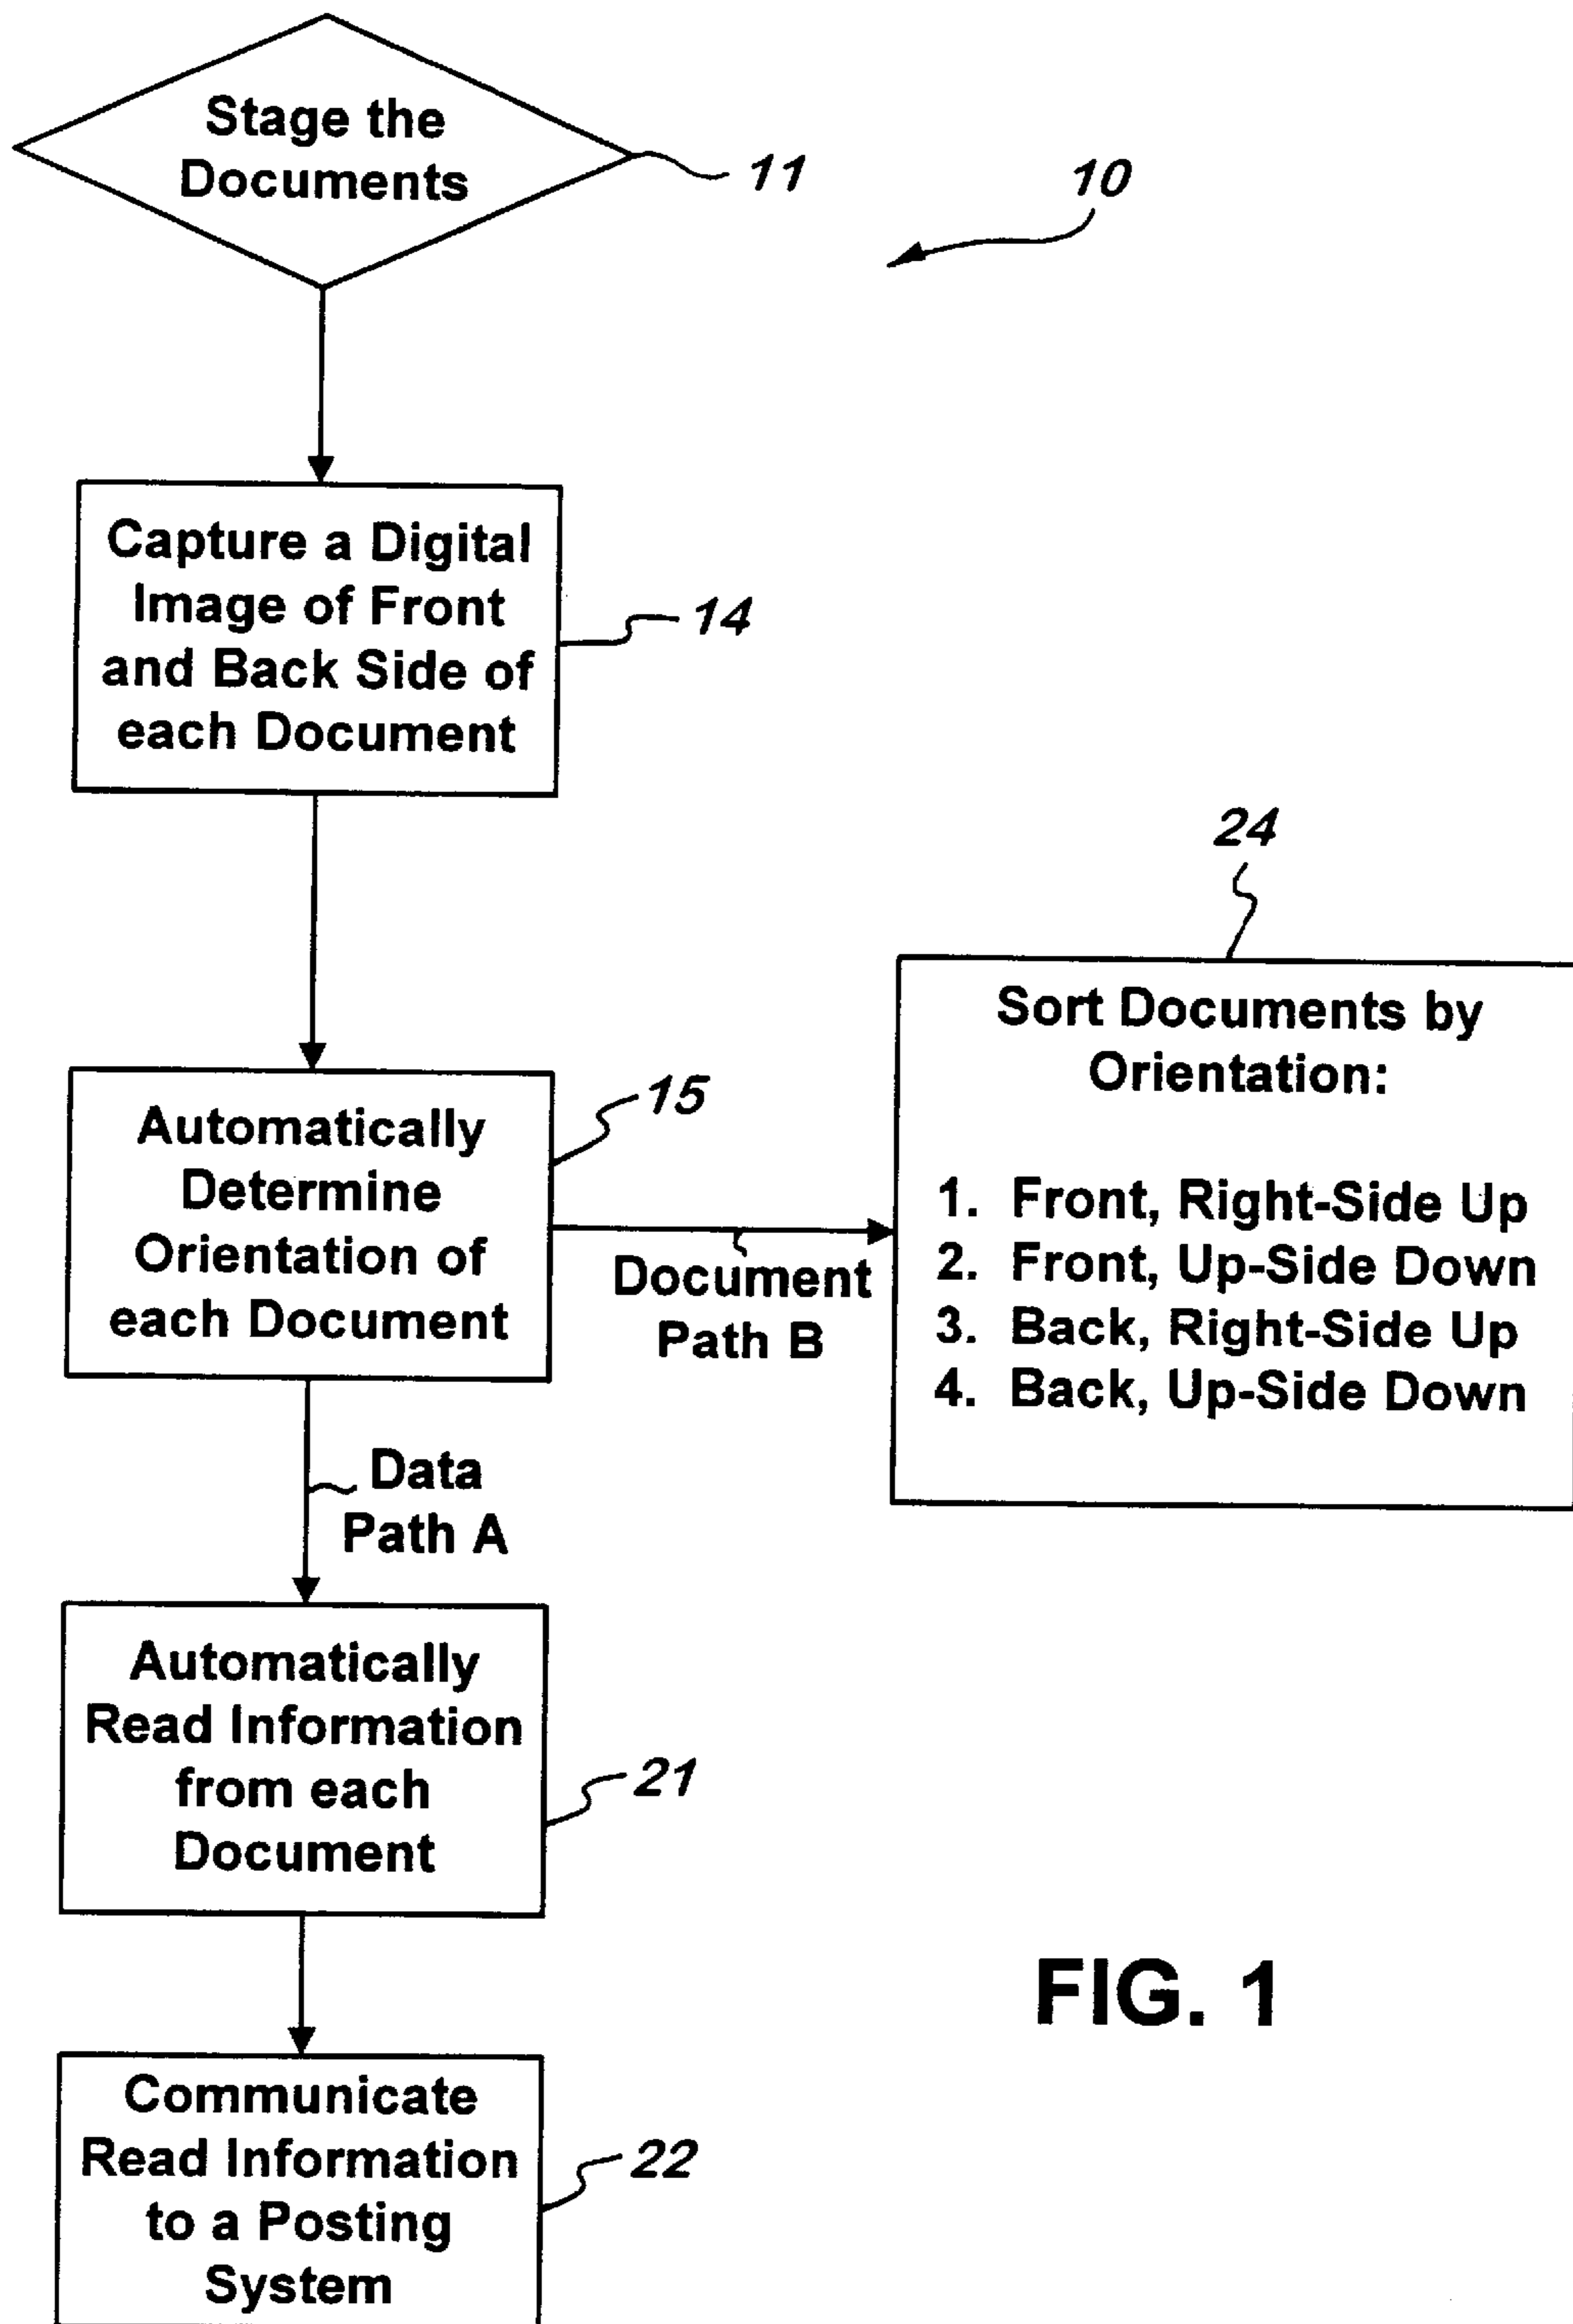 Stage the
Documents
11
10
Capture a Digital
Image of Front
and Back Side of
each Document
14
24
Sort Documents by
Orientation:
1. Front, Right-Side Up
2. Front, Up-Side Down
3. Back, Right-Side Up
4. Back, Up-Side Down
Automatically
Determine
Orientation of
each Document
15
Document
Path B
Data
Path A
Automatically
Read Information
from each
Document
21
FIG. 1
Communicate
Read Information
to a Posting
System
22